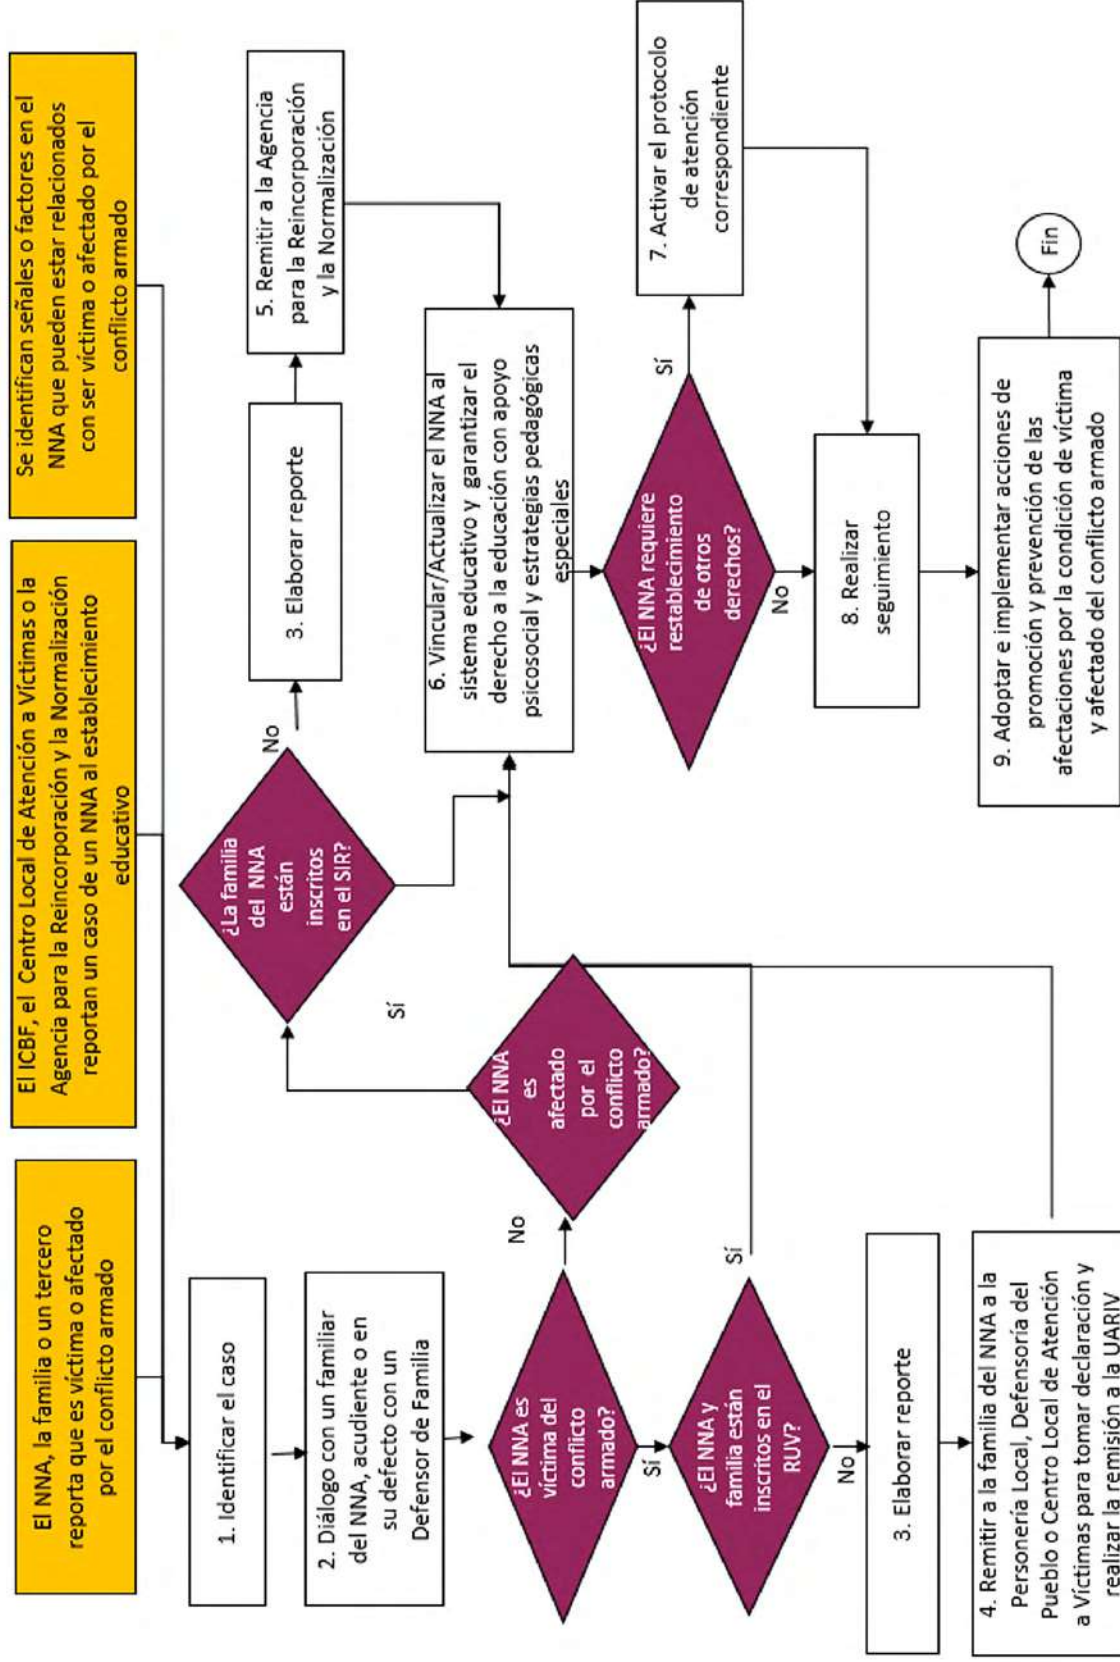 El NNA, la familia o un tercero
reporta que es víctima o afectado
por el conflicto armado
El ICBF, el Centro Local de Atención a Víctimas o la
Agencia para la Reincorporación y la Normalización
reportan un caso de un NNA al establecimiento
educativo
Se identifican señales o factores en el
NNA que pueden estar relacionados
con ser víctima o afectado por el
conflicto armado
1. Identificar el caso
2. Diálogo con un familiar
del NNA, acudiente o en
su defecto con un
Defensor de Familia
¿El NNA es
víctima del
conflicto
armado?
No
Sí
¿El NNA es
afectado
por el
conflicto
armado?
Sí
¿La familia
del NNA
están
inscritos
en el SIR?
No
3. Elaborar reporte
5. Remitir a la Agencia
para la Reincorporación
y la Normalización
¿El NNA y
familia están
inscritos en el
RUV?
Sí
No
3. Elaborar reporte
4. Remitir a la familia del NNA a la
Personería Local, Defensoría del
Pueblo o Centro Local de Atención
a Víctimas para tomar declaración y
realizar la remisión a la UARIV
6. Vincular/Actualizar el NNA al
sistema educativo y garantizar el
derecho a la educación con apoyo
psicosocial y estrategias pedagógicas
especiales
¿El NNA requiere
restablecimiento
de otros
derechos?
Sí
No
7. Activar el protocolo
de atención
correspondiente
8. Realizar
seguimiento
9. Adoptar e implementar acciones de
promoción y prevención de las
afectaciones por la condición de víctima
y afectado del conflicto armado
Fin